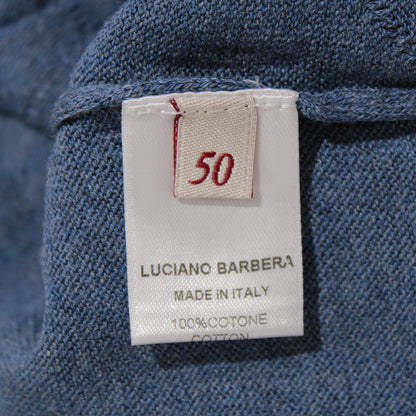 50
LUCIANO BARBERA
MADE IN ITALY
100%COTONE
COTTON